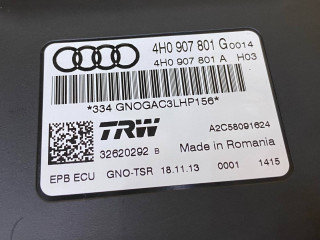 4H0 907 801 G 0014
4H0 907 801 A H03
*334 GNOGAC3LHP156*
TRW
A2C58091624
32620292 B
Made in Romania
EPB ECU GNO-TSR 18.11.13 0001 1415